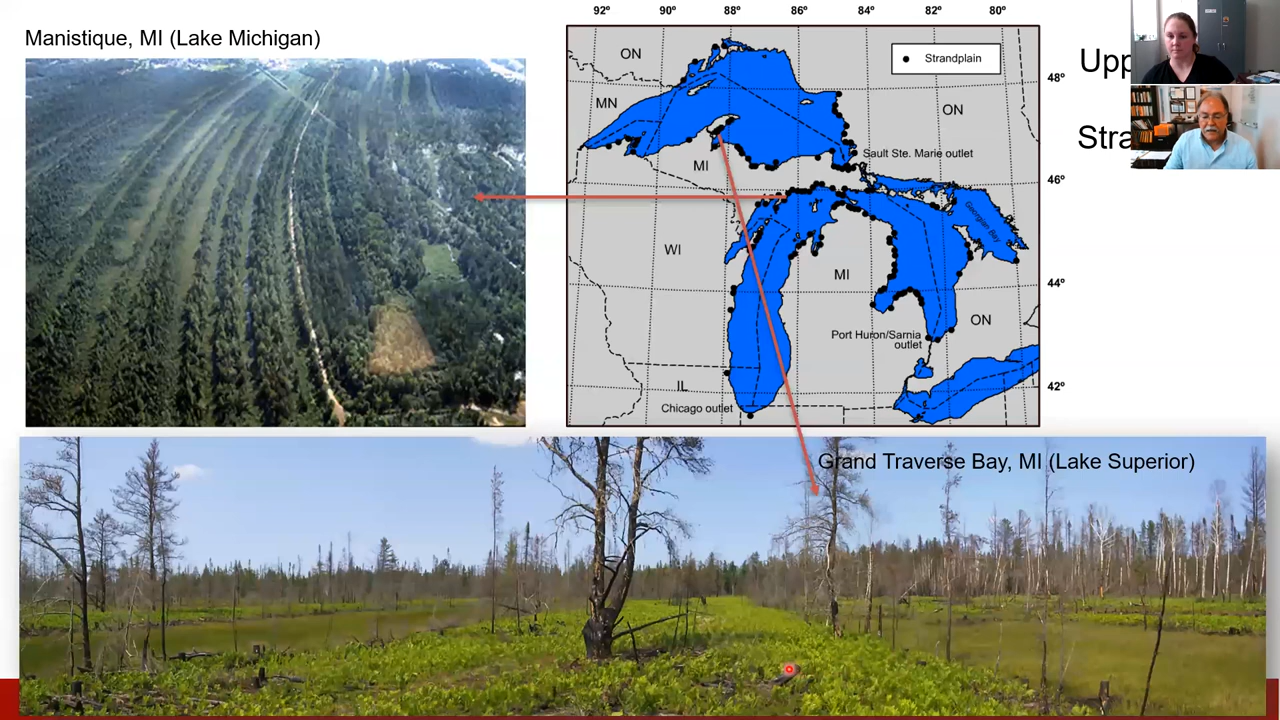 Manistique, MI (Lake Michigan)
92° 90° 88° 86° 84° 82° 80°
ON
Strandplain
48°
Upp
MN
ON
Stra
Sault Ste. Marie outlet
MI
46°
Georgian Bay
WI
MI
44°
ON
Port Huron/Sarnia
outlet
IL
42°
Chicago outlet
Grand Traverse Bay, MI (Lake Superior)